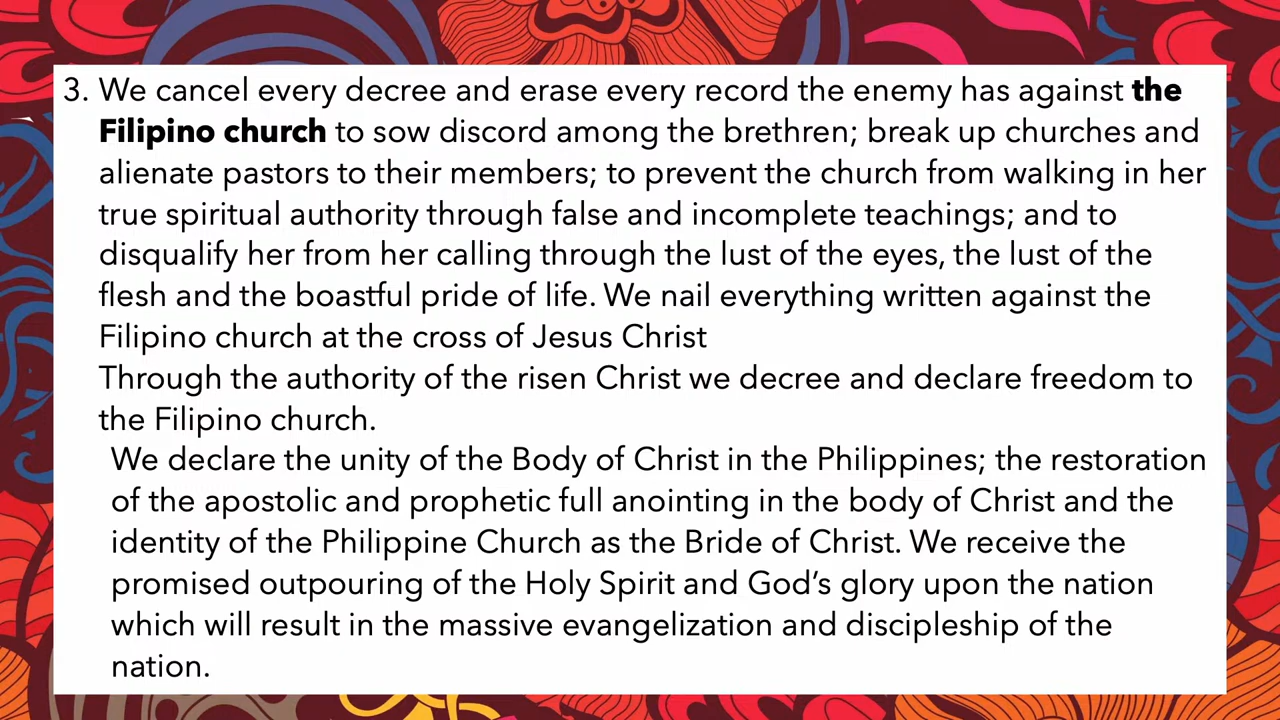 3. We cancel every decree and erase every record the enemy has against the
Filipino church to sow discord among the brethren; break up churches and
alienate pastors to their members; to prevent the church from walking in her
true spiritual authority through false and incomplete teachings; and to
disqualify her from her calling through the lust of the eyes, the lust of the
flesh and the boastful pride of life. We nail everything written against the
Filipino church at the cross of Jesus Christ
Through the authority of the risen Christ we decree and declare freedom to
the Filipino church.
We declare the unity of the Body of Christ in the Philippines; the restoration
of the apostolic and prophetic full anointing in the body of Christ and the
identity of the Philippine Church as the Bride of Christ. We receive the
promised outpouring of the Holy Spirit and God’s glory upon the nation
which will result in the massive evangelization and discipleship of the
nation.